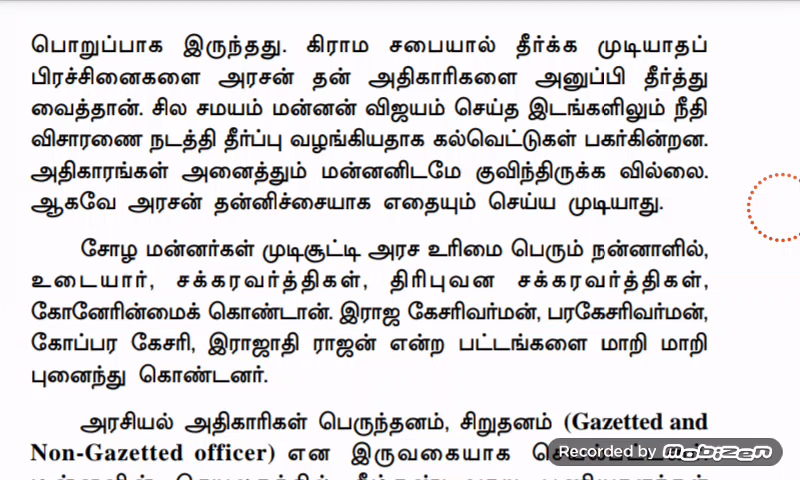 பொறுப்பாக இருந்தது. கிராம சபையால் தீர்க்க முடியாதப்
பிரச்சினைகளை அரசன் தன் அதிகாரிகளை அனுப்பி தீர்த்து
வைத்தான். சில சமயம் மன்னன் விஜயம் செய்த இடங்களிலும் நீதி
விசாரணை நடத்தி தீர்ப்பு வழங்கியதாக கல்வெட்டுகள் பகர்கின்றன.
அதிகாரங்கள் அனைத்தும் மன்னனிடமே குவிந்திருக்க வில்லை.
ஆகவே அரசன் தன்னிச்சையாக எதையும் செய்ய முடியாது.
சோழ மன்னர்கள் முடிசூட்டி அரச உரிமை பெரும் நன்னாளில்,
உடையார், சக்கரவர்த்திகள், திரிபுவன சக்கரவர்த்திகள்,
கோனேரின்மைக் கொண்டான். இராஜ கேசரிவர்மன், பரகேசரிவர்மன்,
கோப்பர கேசரி, இராஜாதி ராஜன் என்ற பட்டங்களை மாறி மாறி
புனைந்து கொண்டனர்.
அரசியல் அதிகாரிகள் பெருந்தனம், சிறுதனம் (Gazetted and
Non-Gazetted officer) என இருவகையாக
Recorded by Mobizen